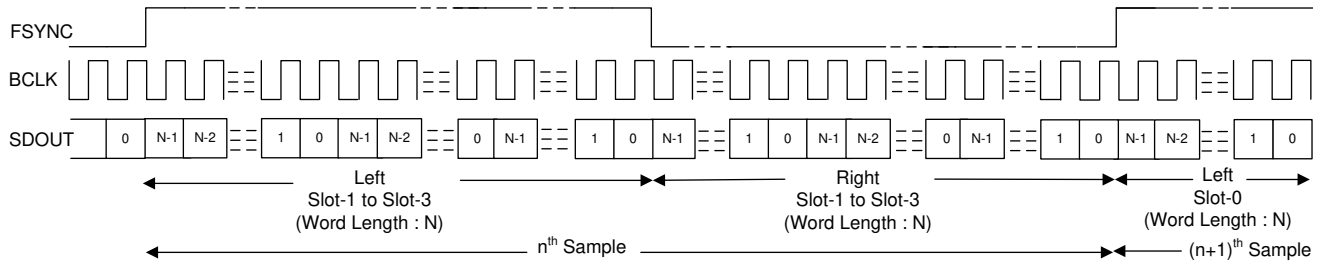 FSYNC
BCLK
SDOUT
0 N-1 N-2 1 0 N-1 N-2 0 N-1 1 0 N-1 1 0 N-1 N-2 0 N-1 1 0 N-1 N-2 1 0
Left
Slot-1 to Slot-3
(Word Length : N)
Right
Slot-1 to Slot-3
(Word Length : N)
Left
Slot-0
(Word Length : N)
nth Sample
(n+1)th Sample